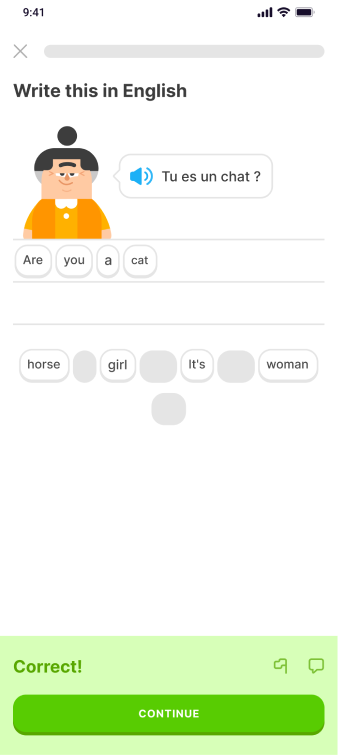 9:41
Write this in English
Tu es un chat ?
Are you a cat
horse girl It's woman
Correct!
CONTINUE